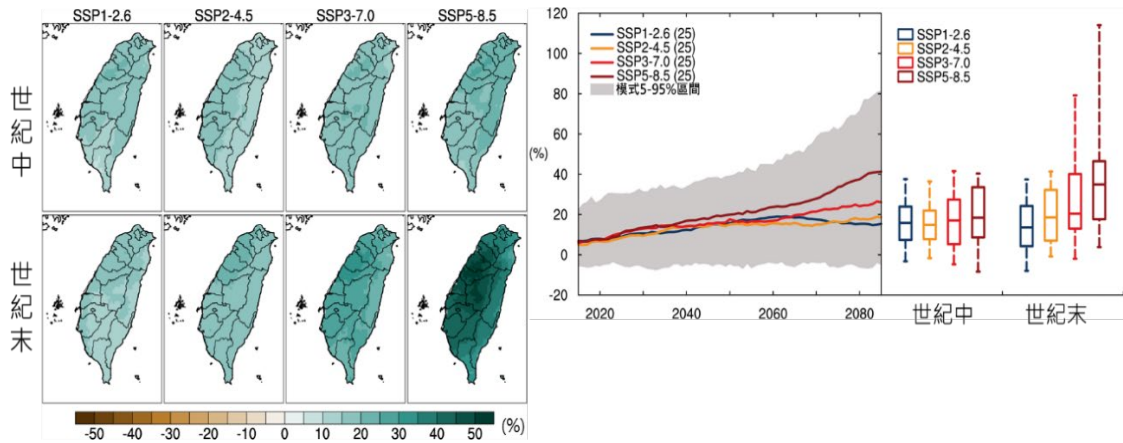 SSP1-2.6 SSP2-4.5 SSP3-7.0 SSP5-8.5
世紀中
世紀末
-50 -40 -30 -20 -10 0 10 20 30 40 50 (%)
120
100
80
60
(%)
40
20
0
-20
SSP1-2.6 (25)
SSP2-4.5 (25)
SSP3-7.0 (25)
SSP5-8.5 (25)
模式5-95%區間
2020 2040 2060 2080
SSP1-2.6
SSP2-4.5
SSP3-7.0
SSP5-8.5
世紀中 世紀末